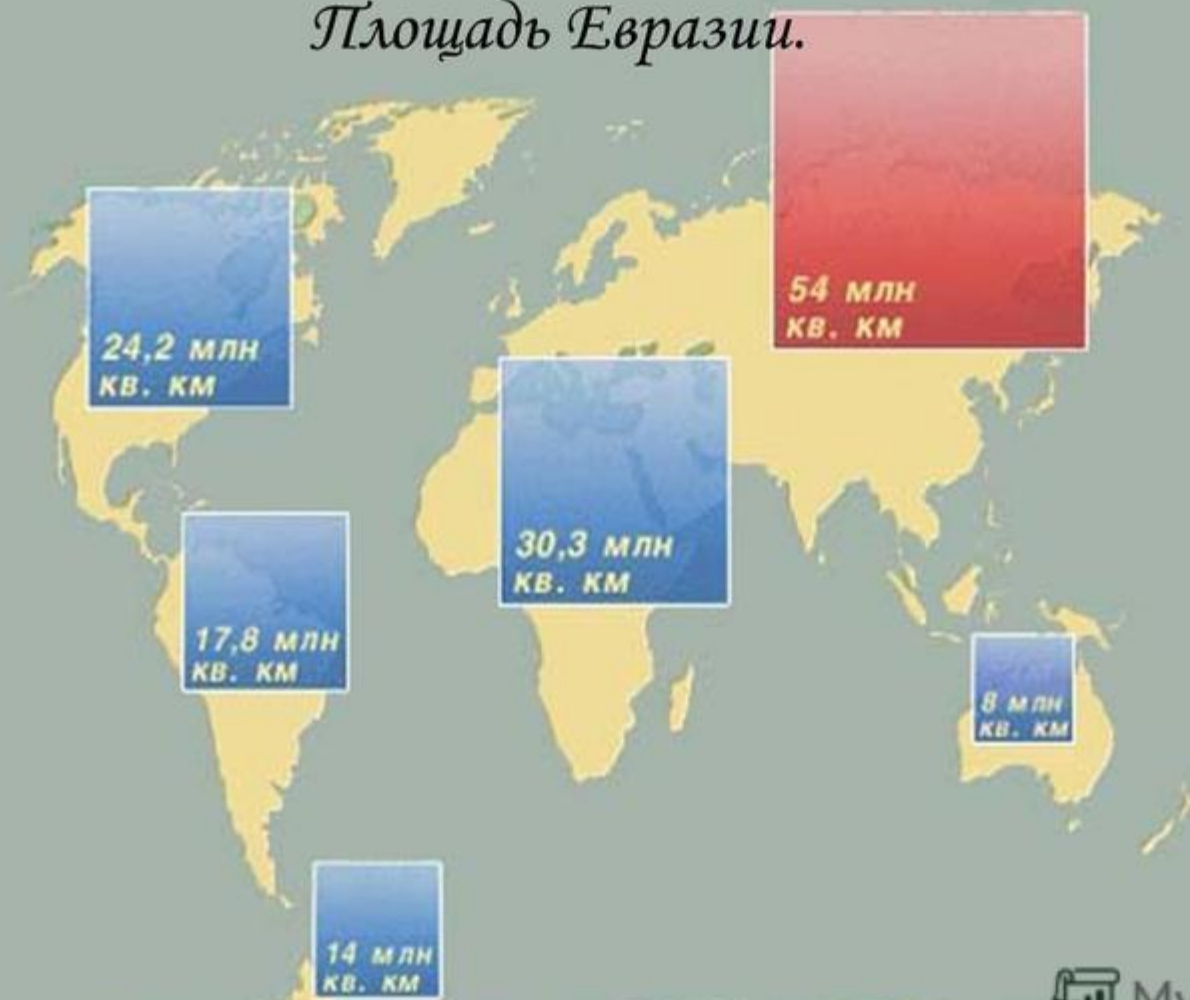 Площадь Евразии.
54 млн
кв. км
24,2 млн
кв. км
30,3 млн
кв. км
17,8 млн
кв. км
8 млн
кв. км
14 млн
кв. км